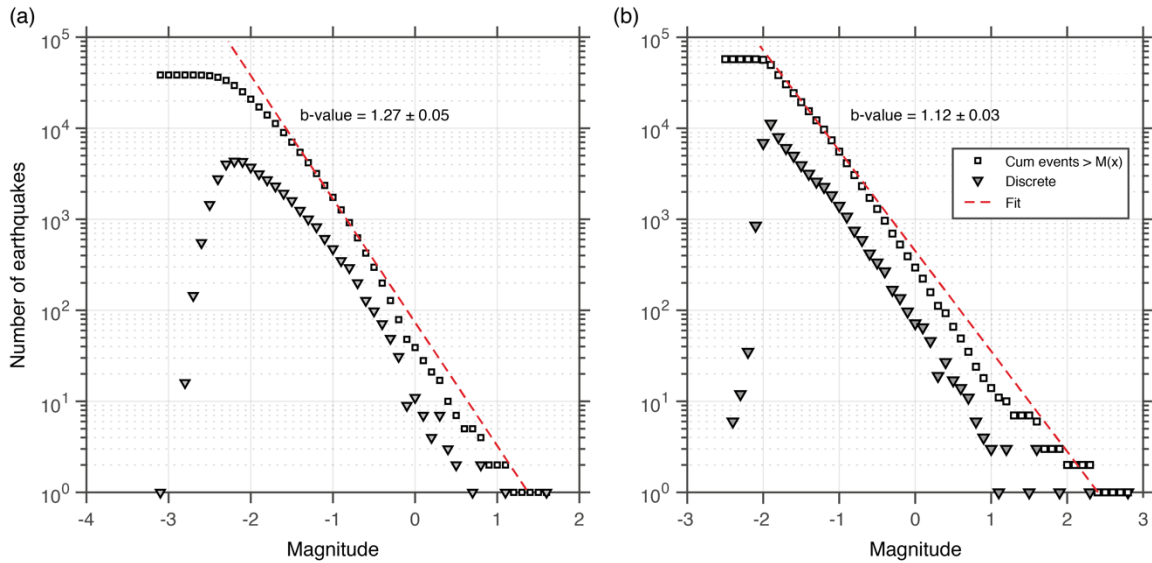 (a)
(b)
Number of earthquakes
10^5
10^4
10^3
10^2
10^1
10^0
b-value = 1.27 ± 0.05
-4
-3
-2
-1
0
1
2
Magnitude
10^5
10^4
10^3
10^2
10^1
10^0
b-value = 1.12 ± 0.03
Cum events > M(x)
Discrete
Fit
-3
-2
-1
0
1
2
3
Magnitude